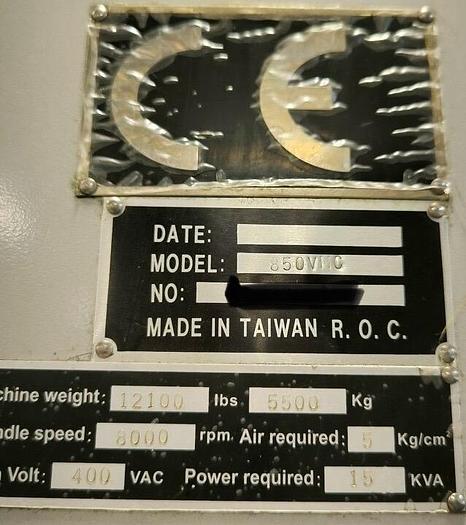 CE
DATE:
MODEL: 850VMC
NO:
MADE IN TAIWAN R. O. C.
chine weight: 12100 lbs 5500 Kg
ndle speed: 8000 rpm Air required: 5 Kg/cm
Volt: 400 VAC Power required: 15 KVA